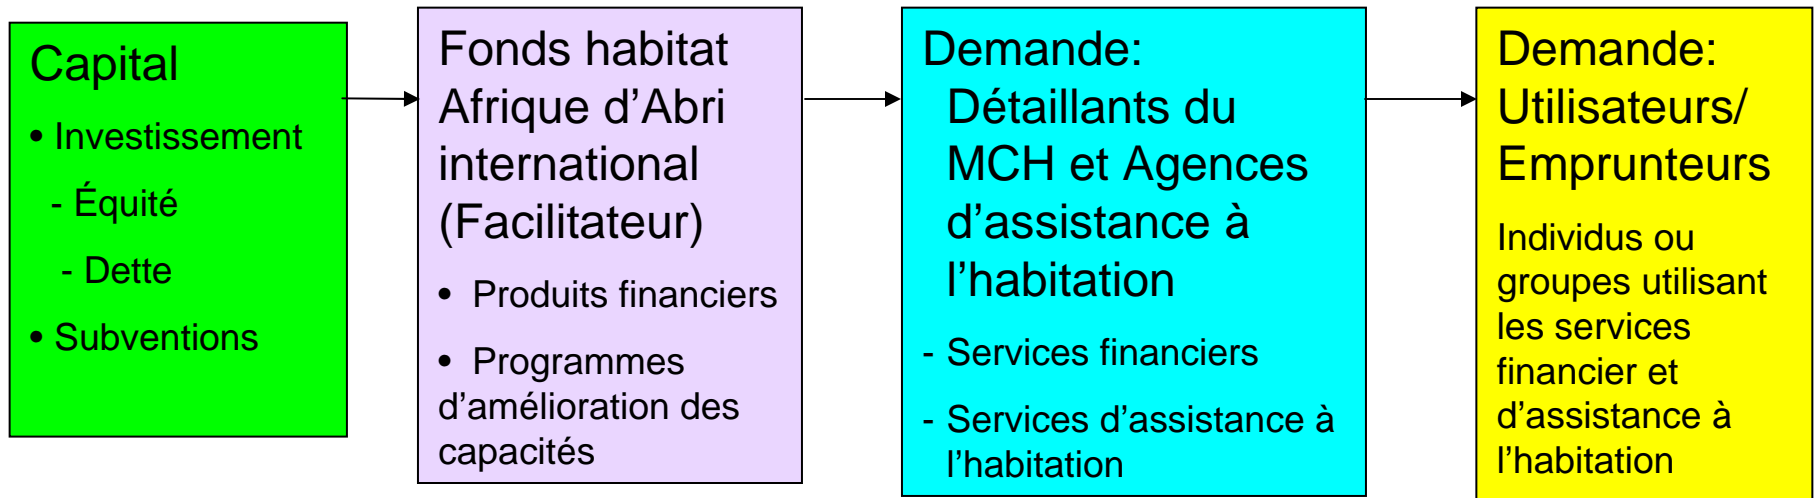 Capital
• Investissement
- Équité
- Dette
• Subventions
Fonds habitat
Afrique d’Abri
international
(Facilitateur)
• Produits financiers
• Programmes
d’amélioration des
capacités
Demande:
Détaillants du
MCH et Agences
d’assistance à
l’habitation
- Services financiers
- Services d’assistance à
l’habitation
Demande:
Utilisateurs/
Emprunteurs
Individus ou
groupes utilisant
les services
financier et
d’assistance à
l’habitation